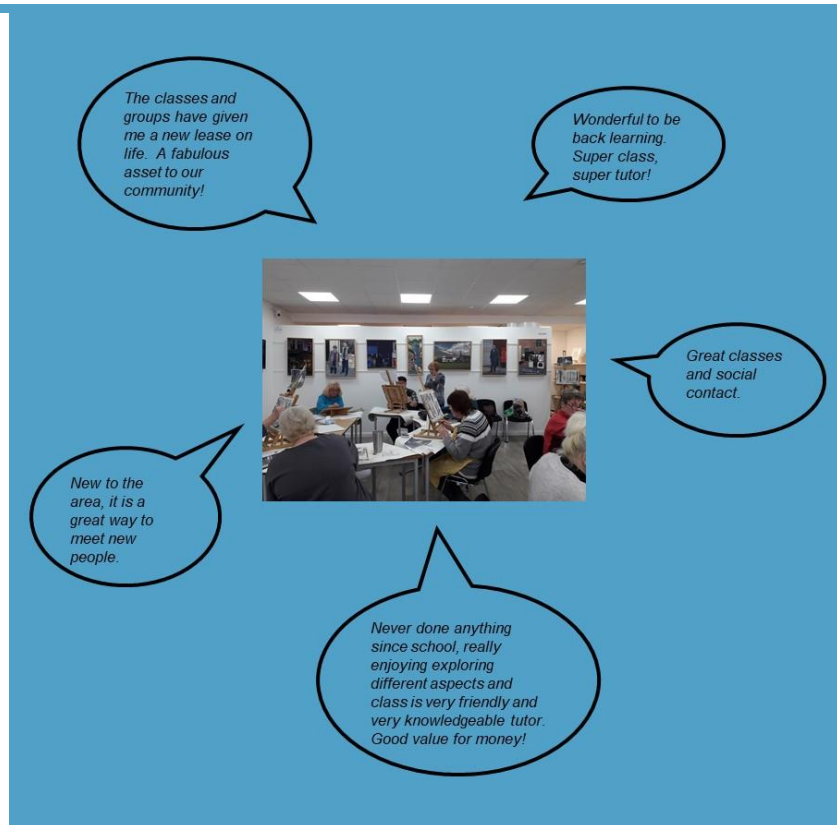 The classes and
groups have given
me a new lease on
life.  A fabulous
asset to our
community!
Wonderful to be
back learning.
Super class,
super tutor!
Great classes
and social
contact.
New to the
area, it is a
great way to
meet new
people.
Never done anything
since school, really
enjoying exploring
different aspects and
class is very friendly and
very knowledgeable tutor.
Good value for money!